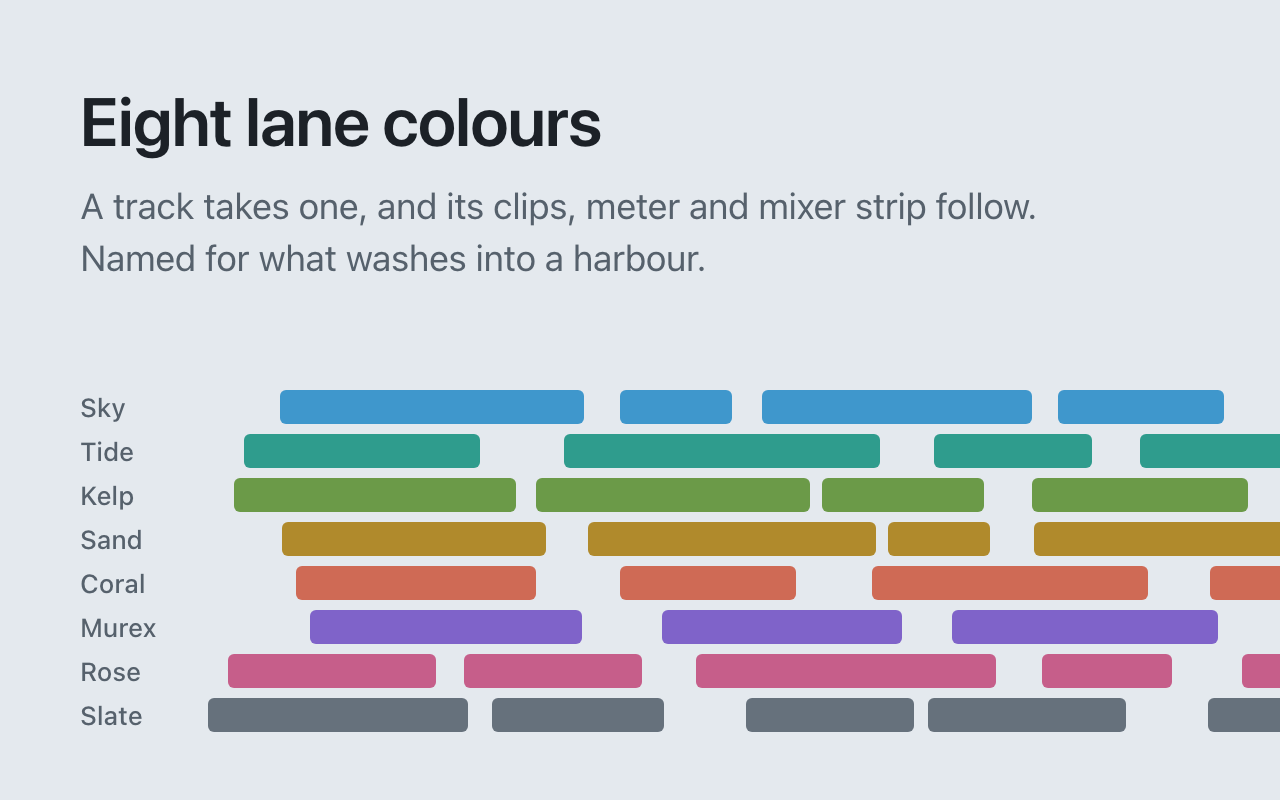 Eight lane colours
A track takes one, and its clips, meter and mixer strip follow.
Named for what washes into a harbour.
Sky
Tide
Kelp
Sand
Coral
Murex
Rose
Slate